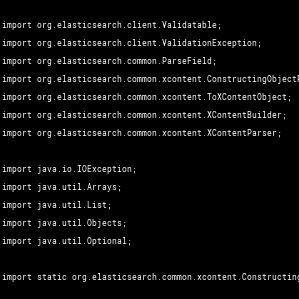 import org.elasticsearch.client.Validatable;
import org.elasticsearch.client.ValidationException;
import org.elasticsearch.common.ParseField;
import org.elasticsearch.common.xcontent.ConstructingObject
import org.elasticsearch.common.xcontent.ToXContentObject;
import org.elasticsearch.common.xcontent.XContentBuilder;
import org.elasticsearch.common.xcontent.XContentParser;
import java.io.IOException;
import java.util.Arrays;
import java.util.List;
import java.util.Objects;
import java.util.Optional;
import static org.elasticsearch.common.xcontent.Constructing